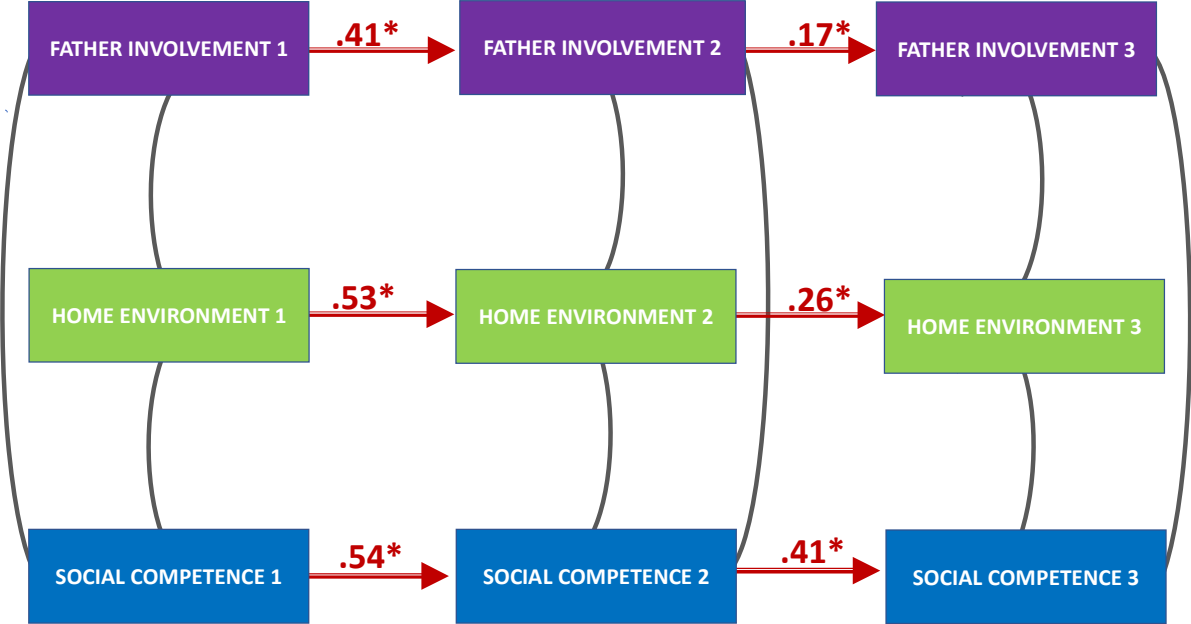 FATHER INVOLVEMENT 1
.41*
FATHER INVOLVEMENT 2
.17*
FATHER INVOLVEMENT 3
HOME ENVIRONMENT 1
.53*
HOME ENVIRONMENT 2
.26*
HOME ENVIRONMENT 3
SOCIAL COMPETENCE 1
.54*
SOCIAL COMPETENCE 2
.41*
SOCIAL COMPETENCE 3